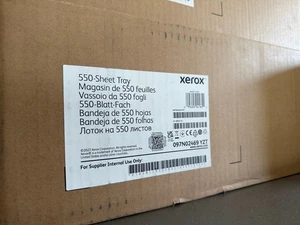 550-Sheet Tray
xerox
Magasin de 550 feuilles
Vassoio da 550 fogli
550-Blatt-Fach
Bandeja de 550 hojas
Bandeja de 550 folhas
Лоток на 550 листов
097N02469 YZT
For Supplier Internal Use Only: